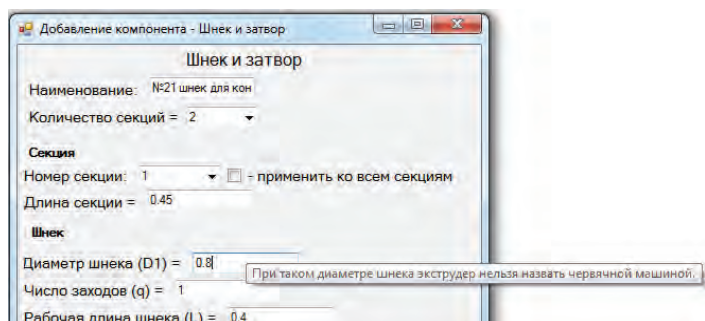 Добавление компонента - Шнек и затвор
Шнек и затвор
Наименование: №21 шнек для кон
Количество секций = 2
Секция
Номер секции: 1 - применить ко всем секциям
Длина секции = 0.45
Шнек
Диаметр шнека (D1) = 0.8
При таком диаметре шнека экструдер нельзя назвать червячной машиной.
Число заходов (q) = 1
Рабочая длина шнека (L) = 0.4